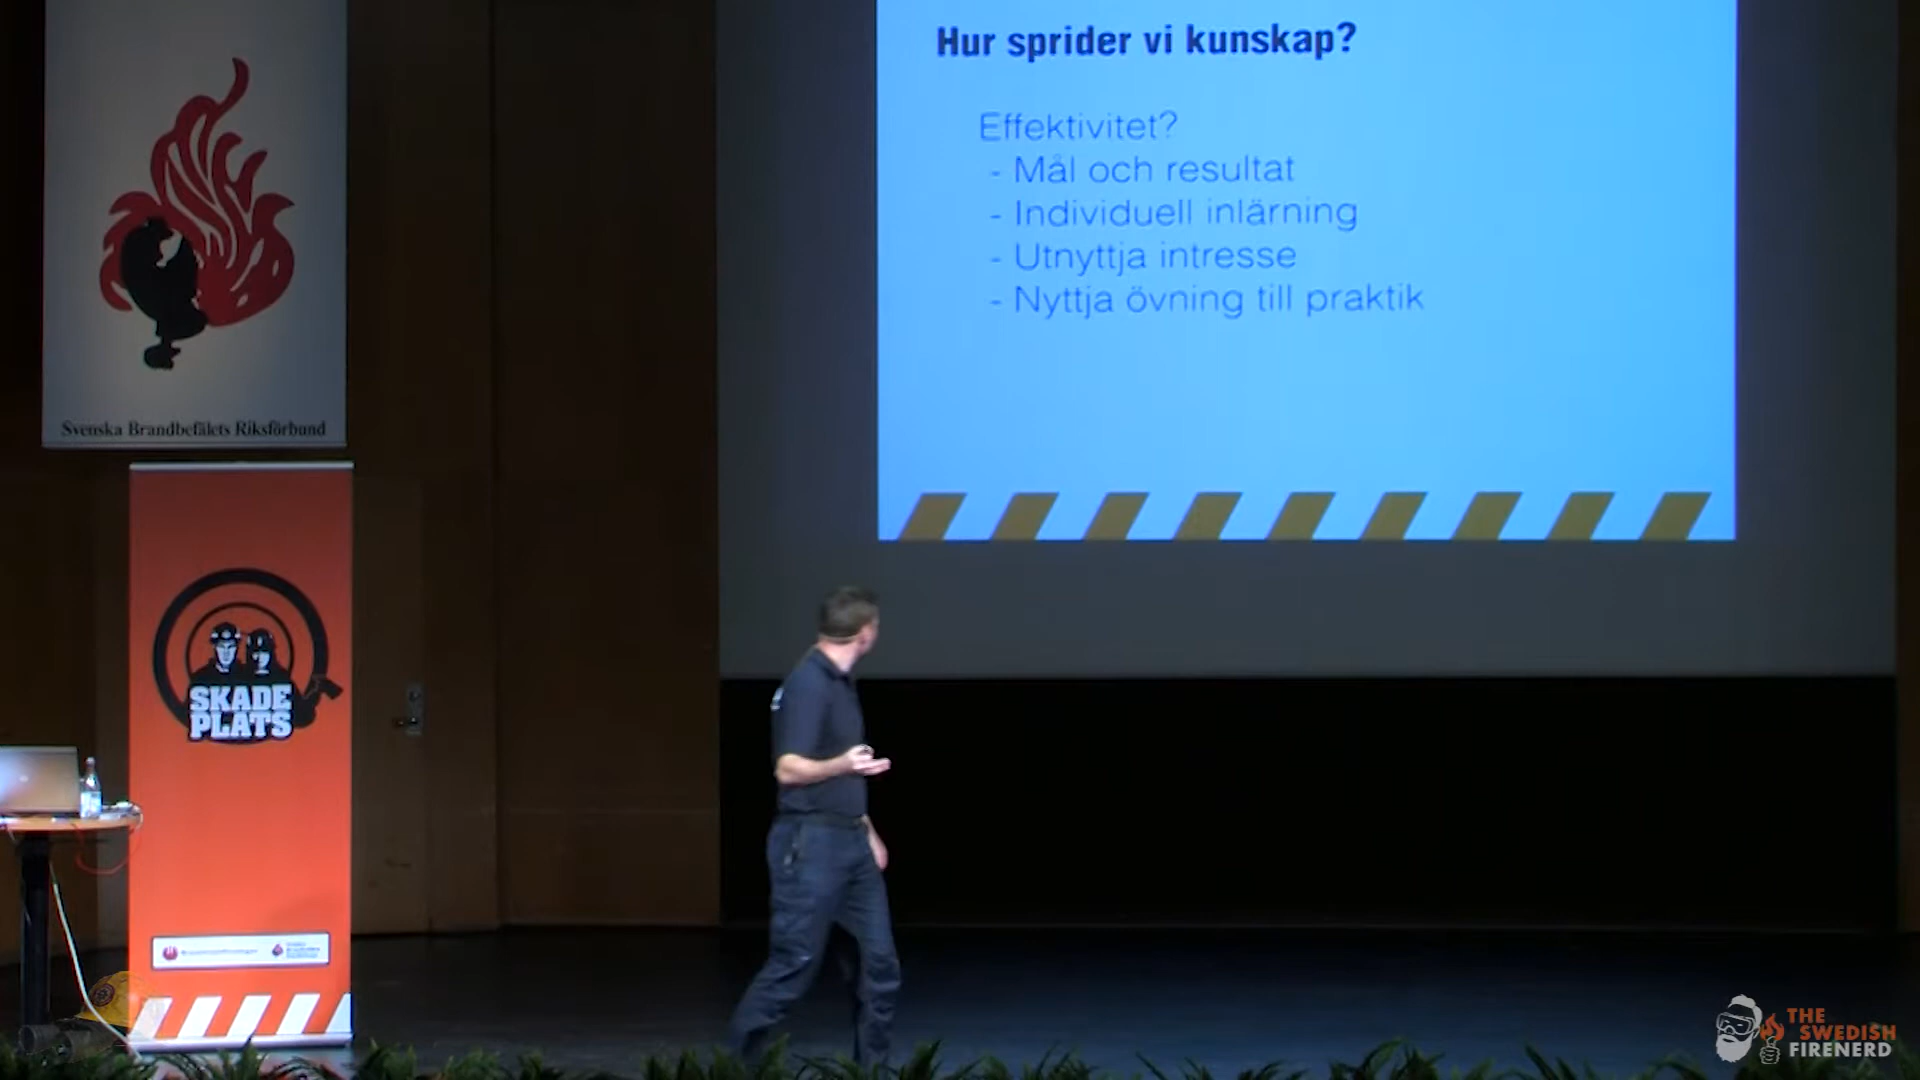 Hur sprider vi kunskap?
Effektivitet?
- Mål och resultat
- Individuell inlärning
- Utnyttja intresse
- Nyttja övning till praktik
Svenska Brandbefälets Riksförbund
SKADE
PLATS
THE
SWEDISH
FIRENERD